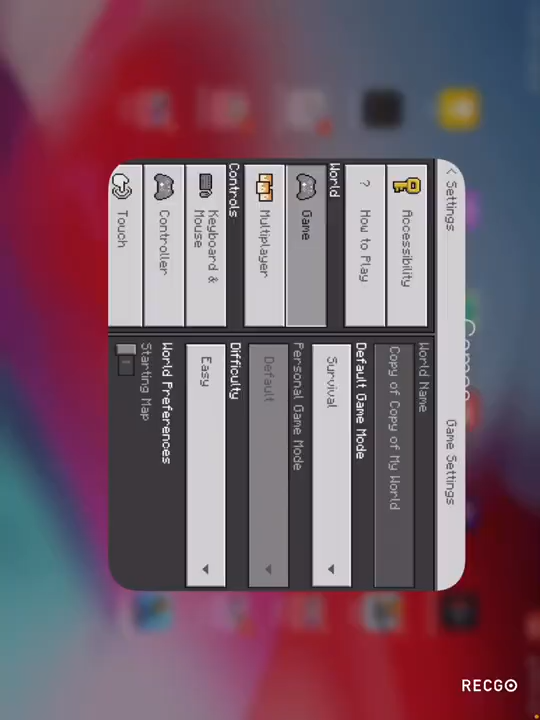 < Settings
Game Settings
Accessibility
How to Play
World
Game
Multiplayer
Controls
Keyboard &
Mouse
Controller
Touch
World Name
Copy of Copy of My World
Default Game Mode
Survival
Personal Game Mode
Default
Difficulty
Easy
World Preferences
Starting Map
RECGO